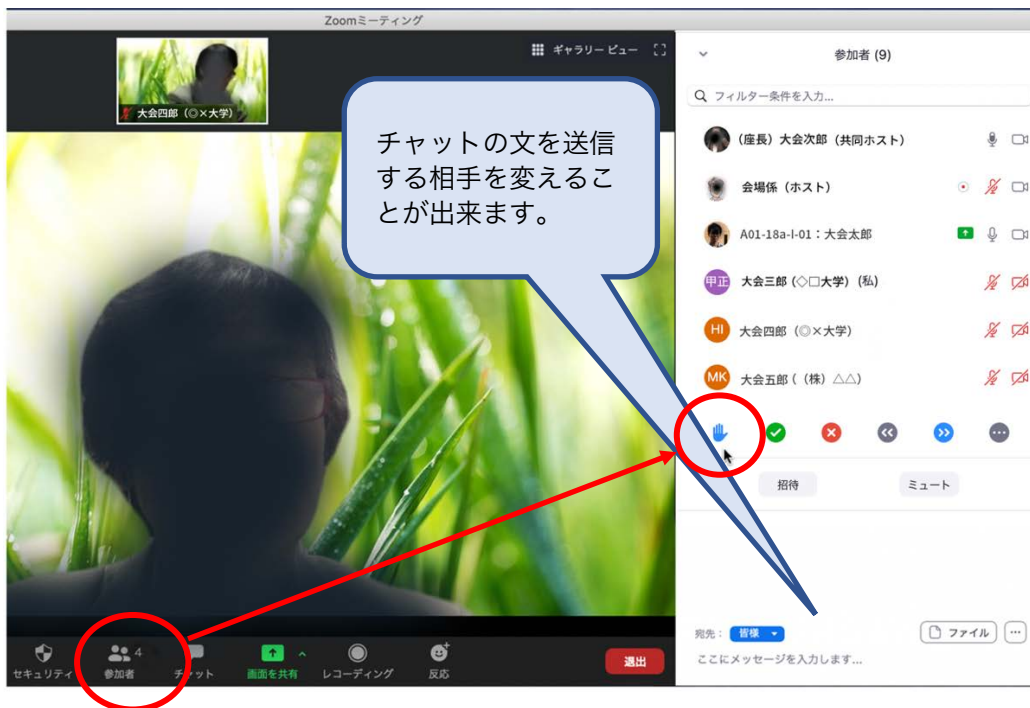 Zoomミーティング
ギャラリー ビュー
大会四郎（◎×大学）
チャットの文を送信
する相手を変えるこ
とが出来ます。
参加者 (9)
フィルター条件を入力...
（座長）大会次郎（共同ホスト）
会場係（ホスト）
A01-18a-I-01：大会太郎
甲正
大会三郎 (◇□大学）(私)
HI
大会四郎（◎×大学）
MK
大会五郎 (（株）△△)
招待
ミュート
宛先：
皆様
ファイル
ここにメッセージを入力します...
セキュリティ
4
参加者
チャット
画面を共有
レコーディング
反応
退出